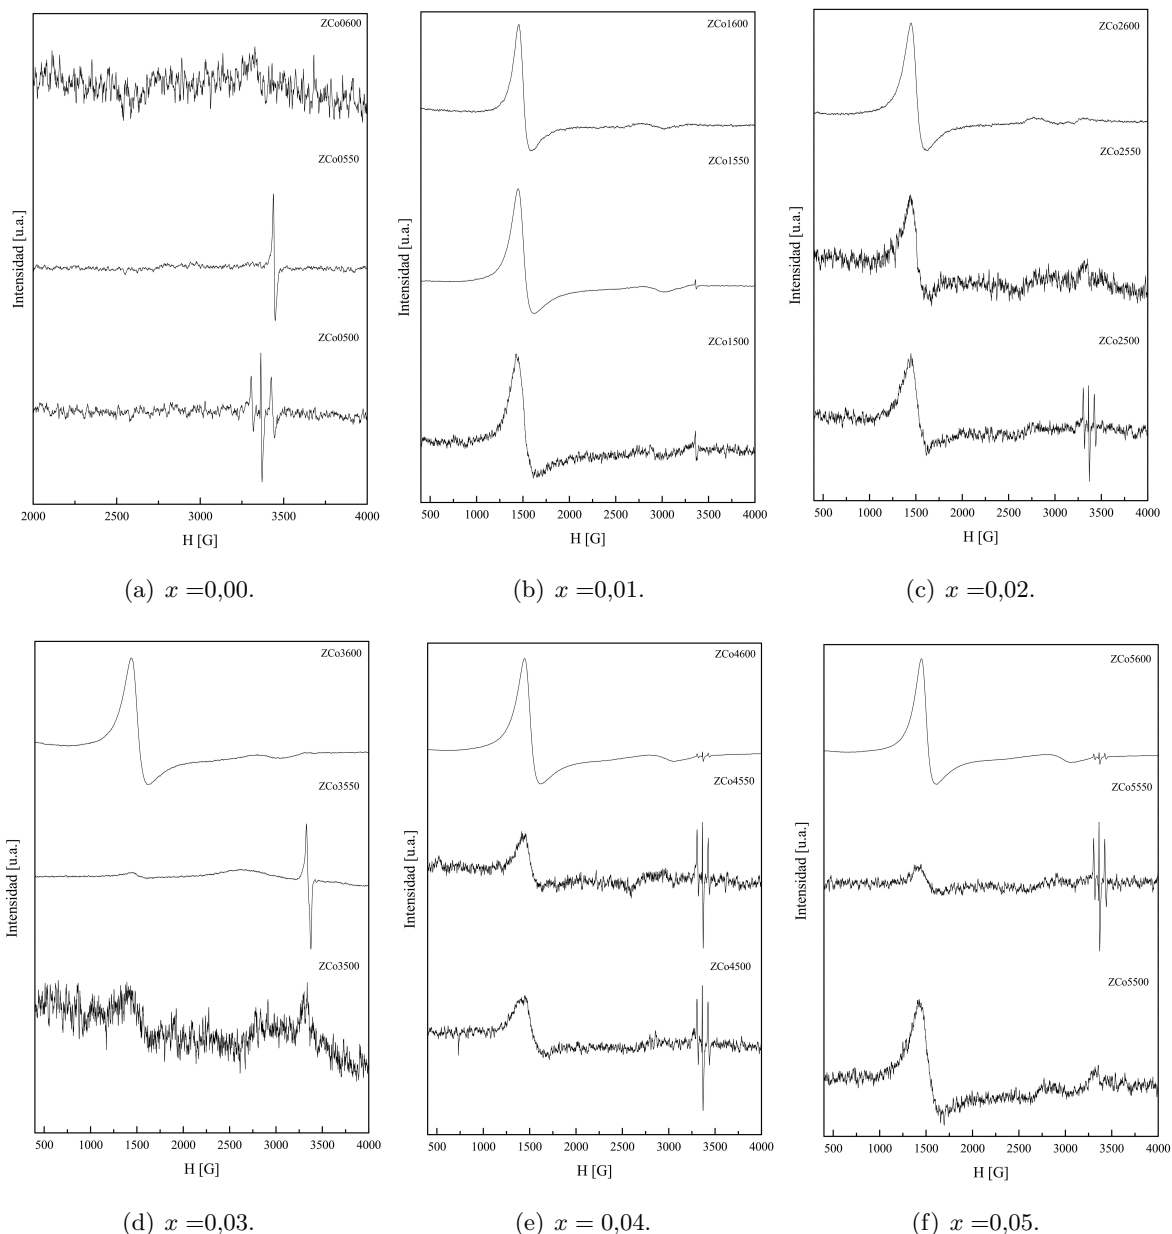 ZCo0600
ZCo0550
ZCo0500
Intensidad [u.a.]
2000 2500 3000 3500 4000
H [G]
(a) x =0,00.
ZCo1600
ZCo1550
ZCo1500
Intensidad [u.a.]
500 1000 1500 2000 2500 3000 3500 4000
H [G]
(b) x =0,01.
ZCo2600
ZCo2550
ZCo2500
Intensidad [u.a.]
500 1000 1500 2000 2500 3000 3500 4000
H [G]
(c) x =0,02.
ZCo3600
ZCo3550
ZCo3500
Intensidad [u.a.]
500 1000 1500 2000 2500 3000 3500 4000
H [G]
(d) x =0,03.
ZCo4600
ZCo4550
ZCo4500
Intensidad [u.a.]
500 1000 1500 2000 2500 3000 3500 4000
H [G]
(e) x = 0,04.
ZCo5600
ZCo5550
ZCo5500
Intensidad [u.a.]
500 1000 1500 2000 2500 3000 3500 4000
H [G]
(f) x =0,05.